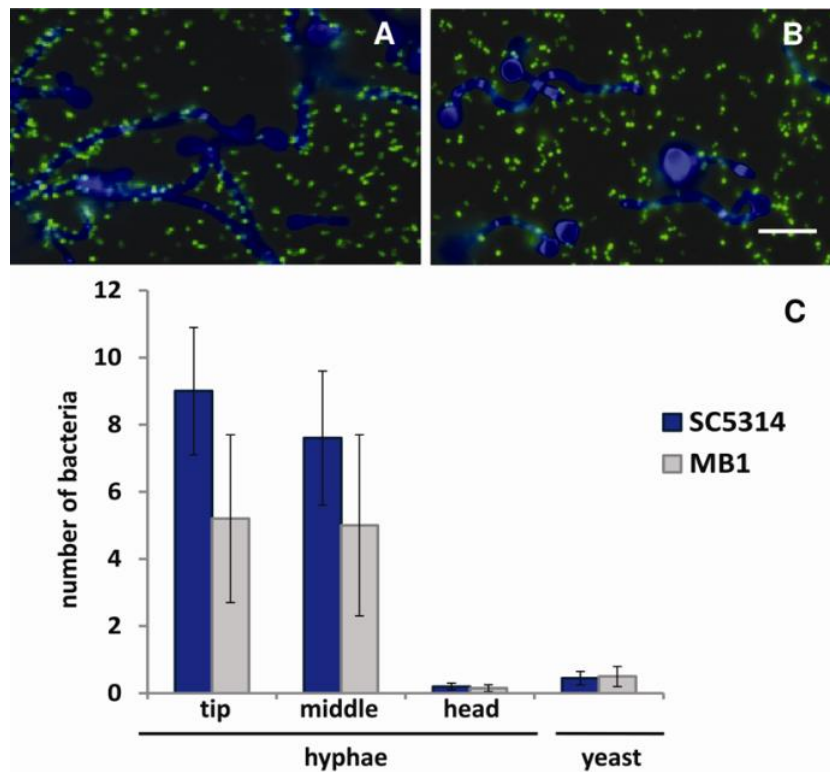 A
B
C
12
10
8
6
4
2
0
number of bacteria
SC5314
MB1
tip middle head
hyphae yeast